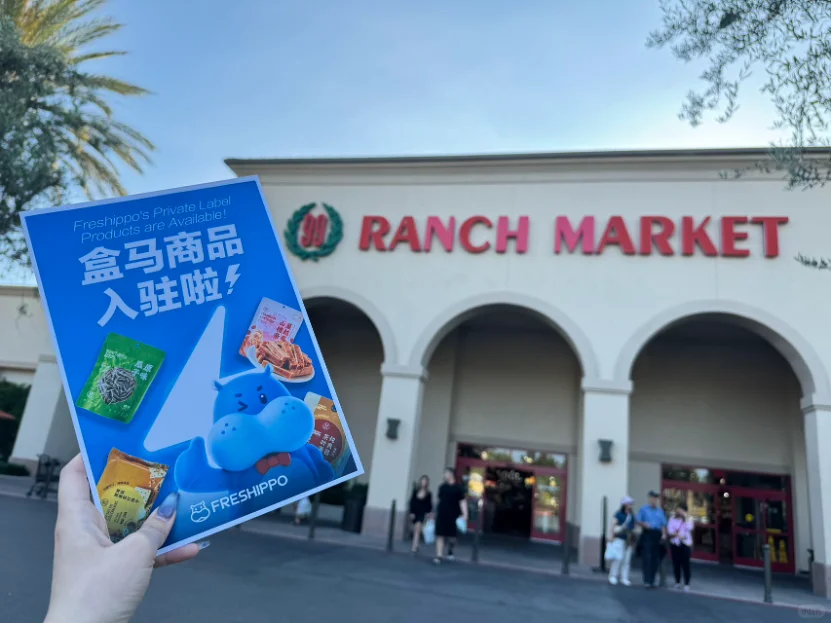 Freshippo's Private Label
Products are Available!
盒马商品
入驻啦!
FRESHIPPO
99
RANCH MARKET